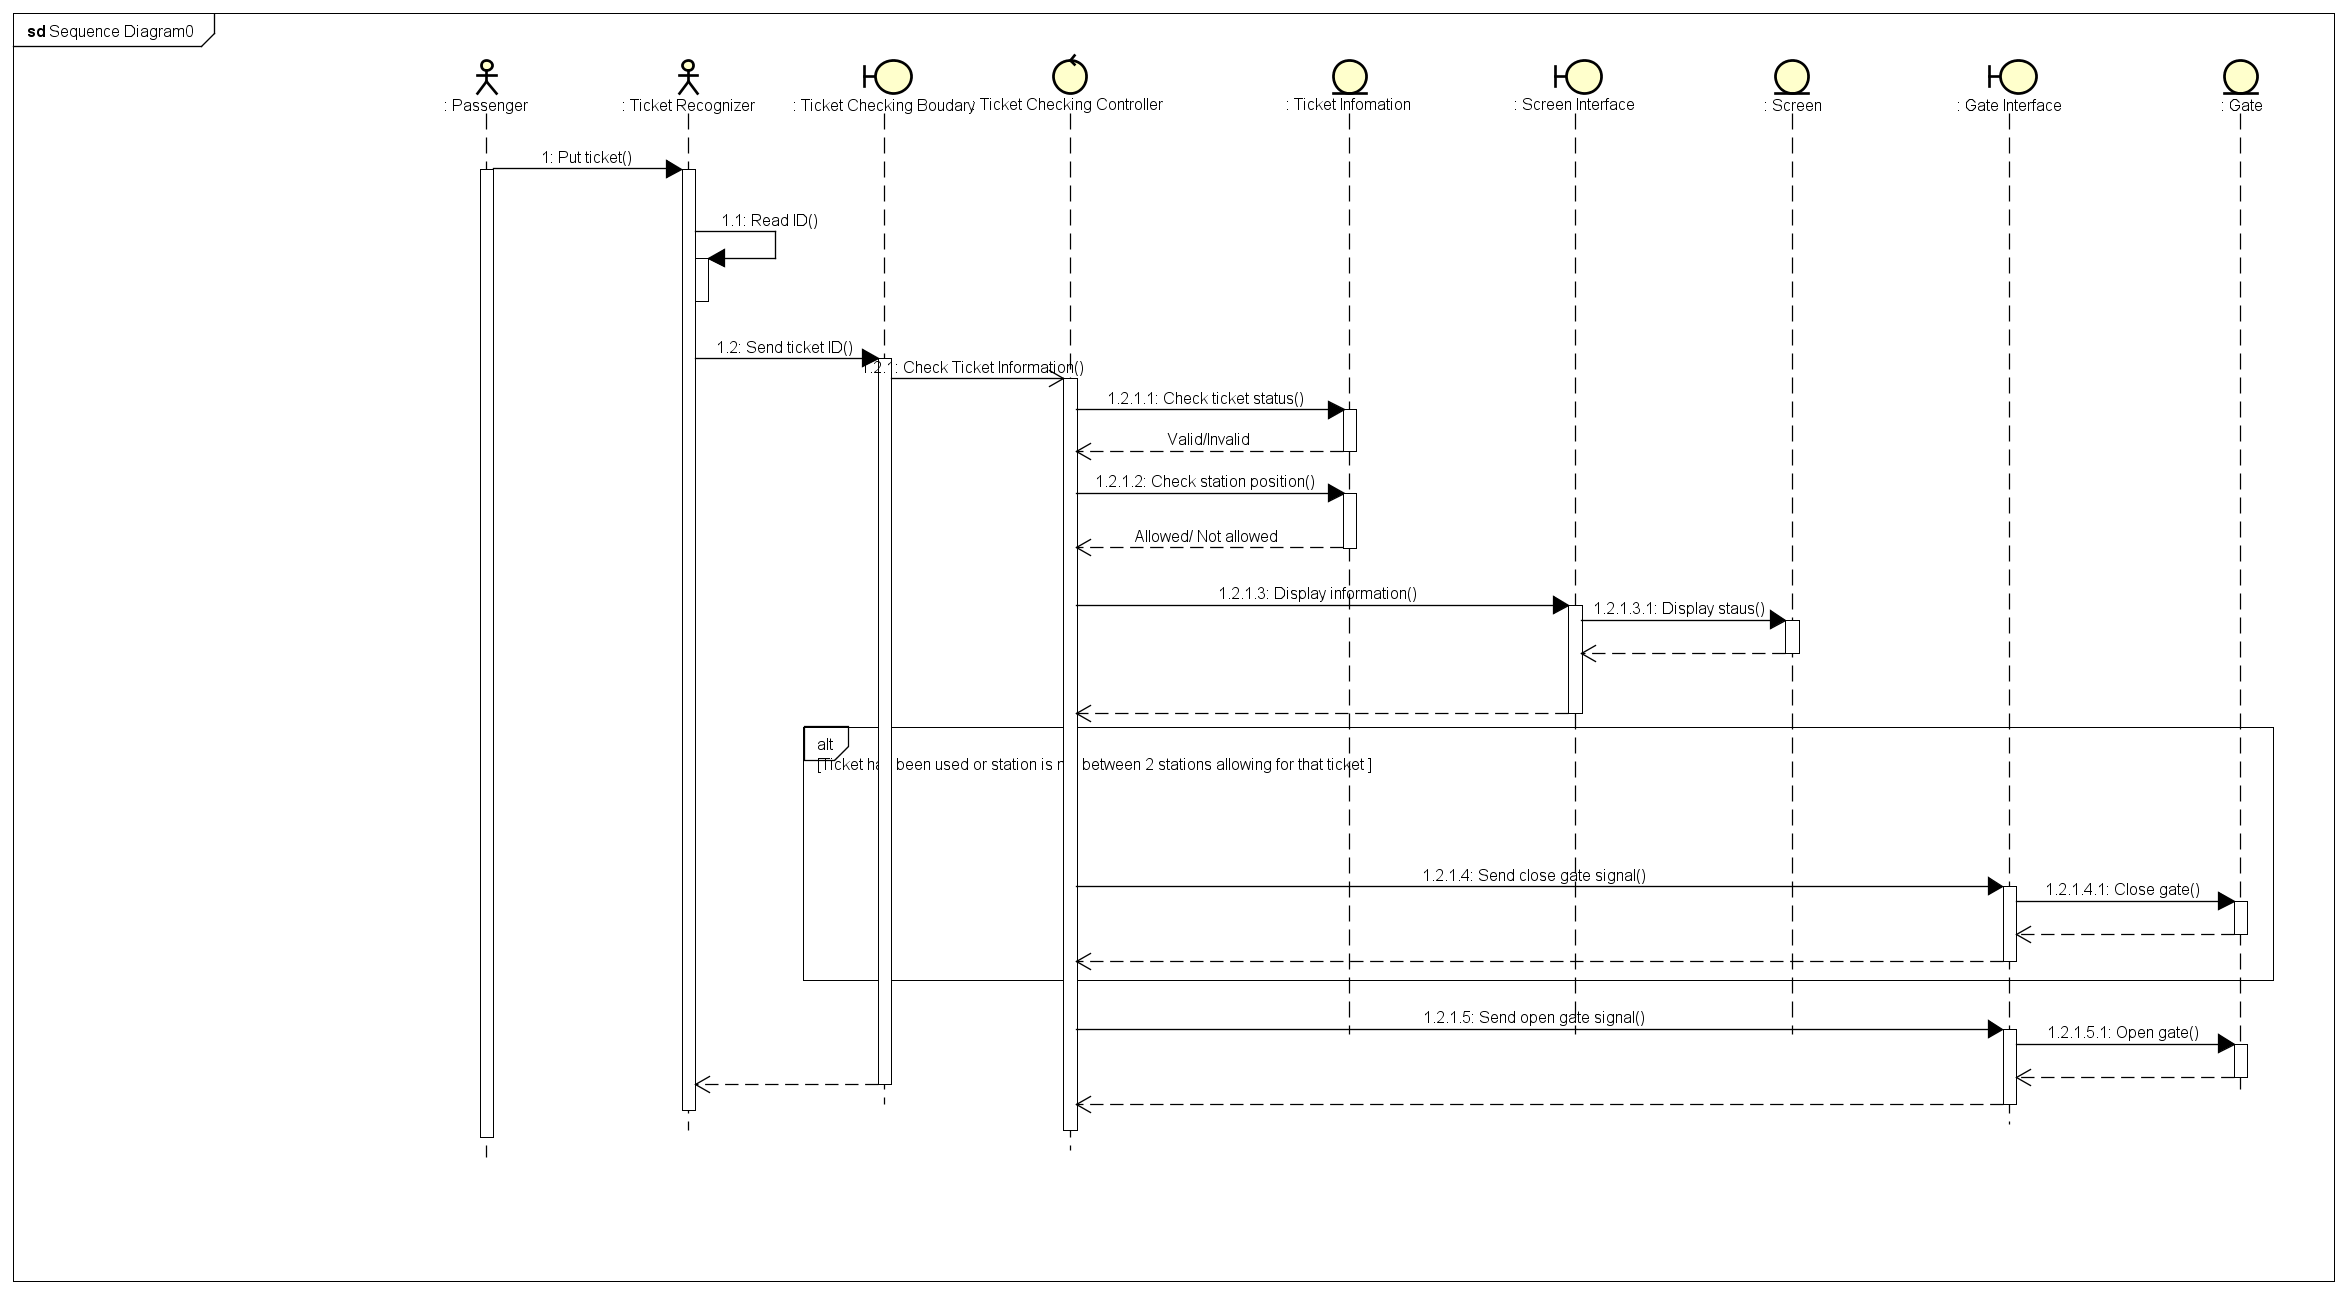 sd Sequence Diagram0
: Passenger
: Ticket Recognizer
: Ticket Checking Boudary
Ticket Checking Controller
: Ticket Infomation
: Screen Interface
: Screen
: Gate Interface
: Gate
1: Put ticket()
1.1: Read ID()
1.2: Send ticket ID()
1.2.1: Check Ticket Information()
1.2.1.1: Check ticket status()
Valid/Invalid
1.2.1.2: Check station position()
Allowed/ Not allowed
1.2.1.3: Display information()
1.2.1.3.1: Display staus()
alt
[Ticket ha been used or station is n between 2 stations allowing for that ticket ]
1.2.1.4: Send close gate signal()
1.2.1.4.1: Close gate()
1.2.1.5: Send open gate signal()
1.2.1.5.1: Open gate()